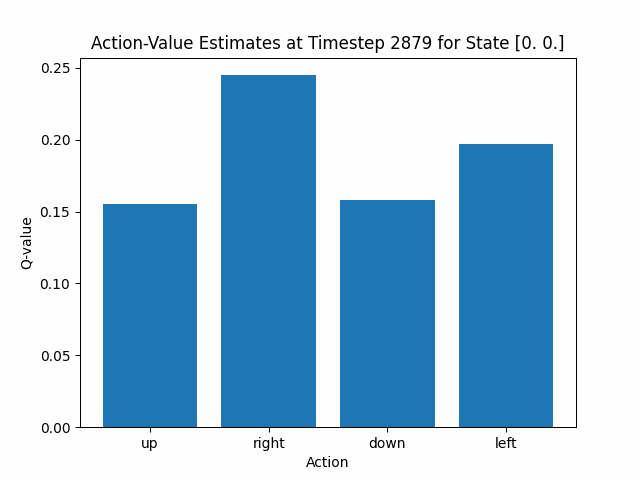 Action-Value Estimates at Timestep 2879 for State [0. 0.]
0.25
0.20
0.15
0.10
0.05
0.00
Q-value
up right down left
Action